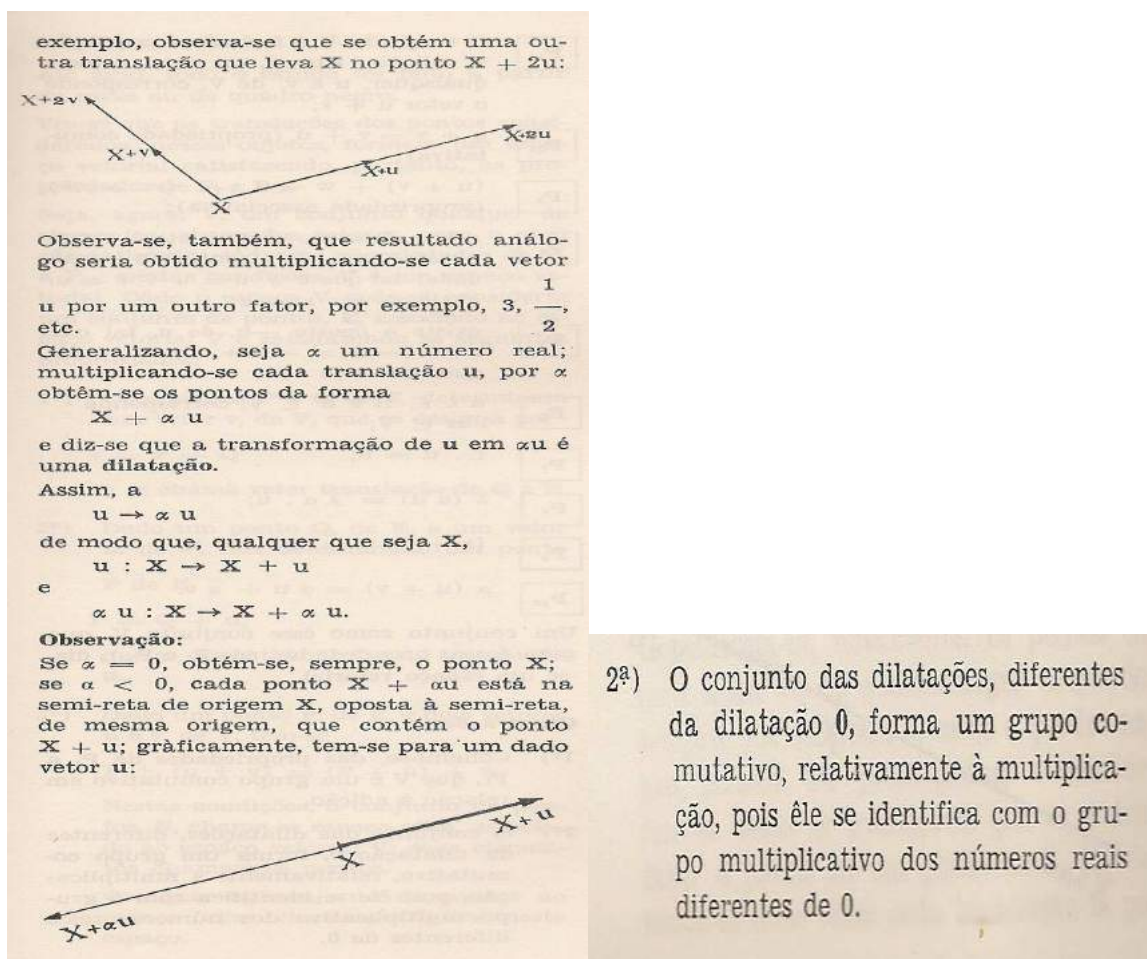 exemplo, observa-se que se obtém uma ou-
tra translação que leva X no ponto X + 2u:
X+2v
X+v
X+2u
X+u
X
Observa-se, também, que resultado análo-
go seria obtido multiplicando-se cada vetor
1
u por um outro fator, por exemplo, 3, —,
etc. 2
Generalizando, seja α um número real;
multiplicando-se cada translação u, por α
obtêm-se os pontos da forma
X + α u
e diz-se que a transformação de u em αu é
uma dilatação.
Assim, a
u → α u
de modo que, qualquer que seja X,
u : X → X + u
e
α u : X → X + α u.
Observação:
Se α = 0, obtém-se, sempre, o ponto X;
se α < 0, cada ponto X + αu está na
semi-reta de origem X, oposta à semi-reta,
de mesma origem, que contém o ponto
X + u; gràficamente, tem-se para um dado
vetor u:
X+u
X
X+αu
2ª) O conjunto das dilatações, diferentes
da dilatação 0, forma um grupo co-
mutativo, relativamente à multiplica-
ção, pois êle se identifica com o gru-
po multiplicativo dos números reais
diferentes de 0.